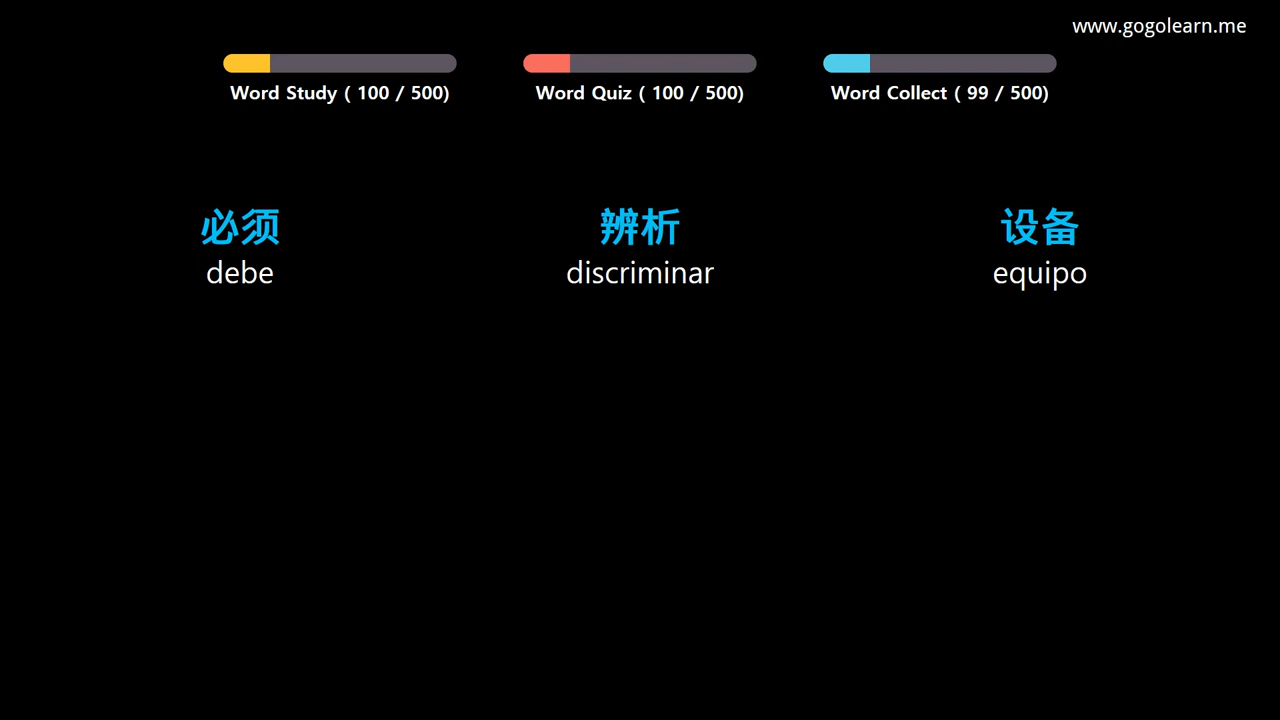 www.gogolearn.me
Word Study ( 100 / 500)
Word Quiz ( 100 / 500)
Word Collect ( 99 / 500)
必须
debe
辨析
discriminar
设备
equipo